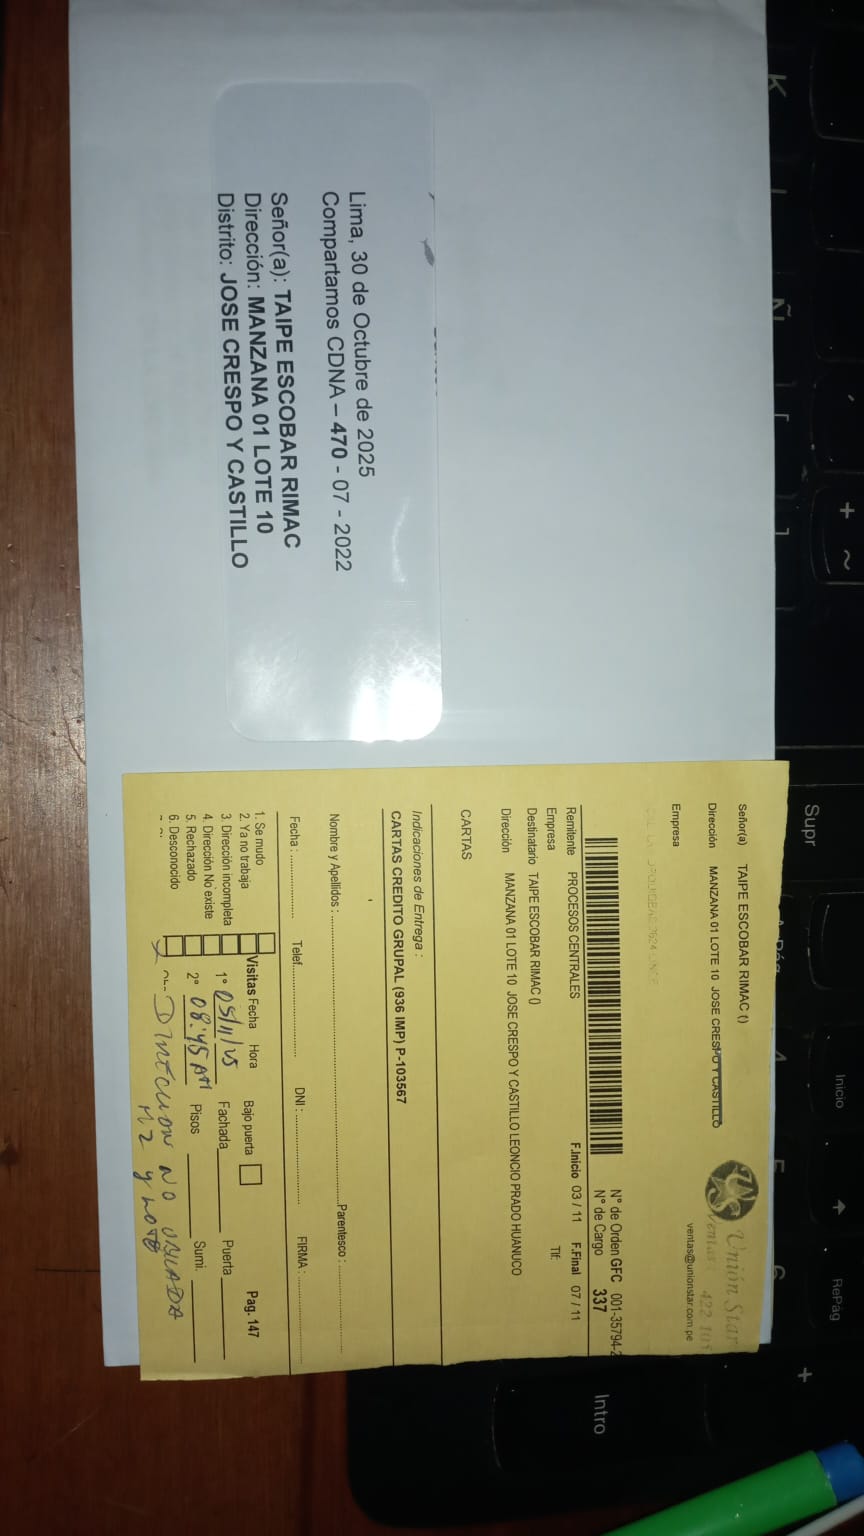 Lima, 30 de Octubre de 2025
Compartamos CDNA – 470 - 07 - 2022
Señor(a): TAIPE ESCOBAR RIMAC
Dirección: MANZANA 01 LOTE 10
Distrito: JOSE CRESPO Y CASTILLO
Señor(a) TAIPE ESCOBAR RIMAC ()
Dirección MANZANA 01 LOTE 10 JOSE CRESPO Y CASTILLO
Empresa
Unión Star
ventas@unionstar.com.pe
N° de Orden GFC 001-35794-2
N° de Cargo 337
Remitente PROCESOS CENTRALES F.Inicio 03 / 11 F.Final 07 / 11
Empresa Tlf:
Destinatario TAIPE ESCOBAR RIMAC ()
Dirección MANZANA 01 LOTE 10 JOSE CRESPO Y CASTILLO LEONCIO PRADO HUANUCO
CARTAS
Indicaciones de Entrega :
CARTAS CREDITO GRUPAL (936 IMP) P-103567
Nombre y Apellidos : Parentesco :
Fecha : Telef. DNI : FIRMA :
1. Se mudo
2. Ya no trabaja
3. Dirección incompleta
4. Dirección No existe
5. Rechazado
6. Desconocido
Visitas Fecha Hora Bajo puerta Pag. 147
1° 05/11/25 Fachada Puerta
2° 08:45 AM Pisos Sumi.
Dirección no ubicada
MZ y Lote
K
Ñ
[
]
+
~
Supr
Inicio
RePág
Intro
+